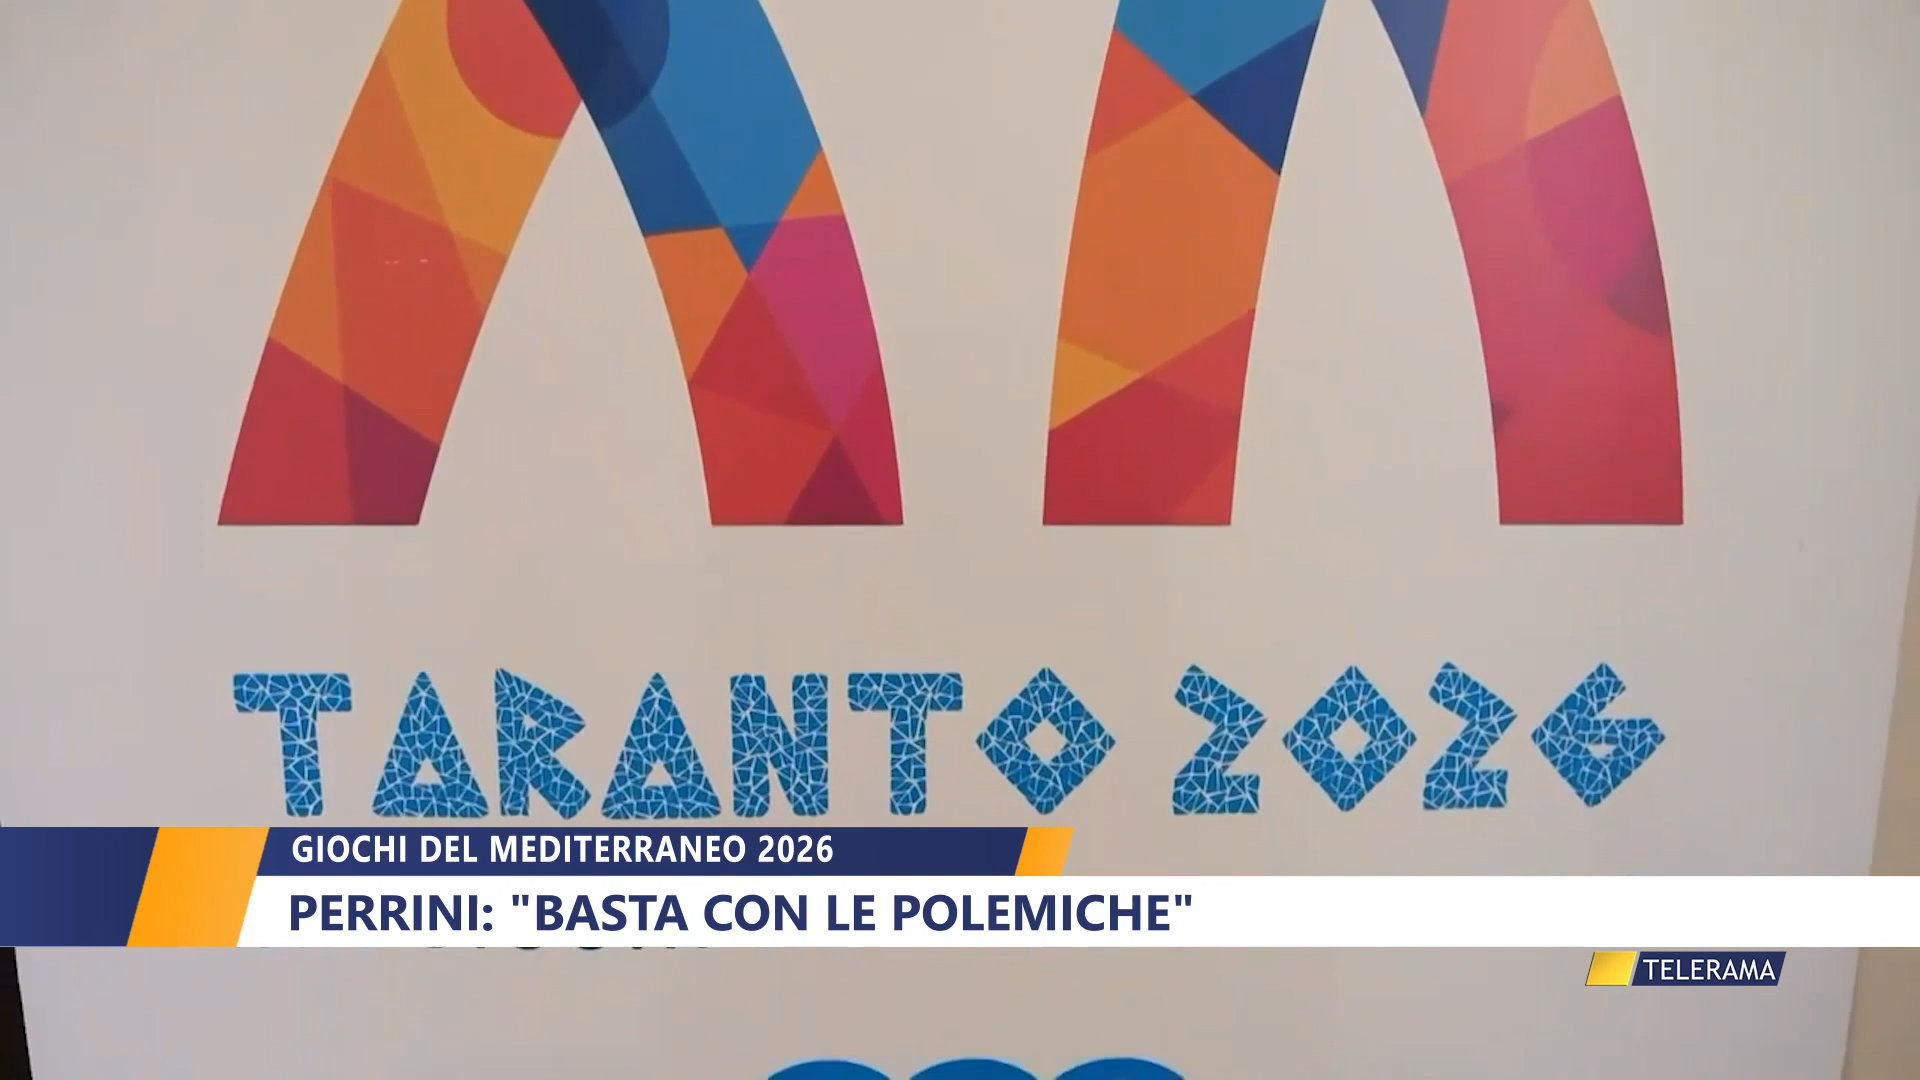 TARANTO 2026
GIOCHI DEL MEDITERRANEO 2026
PERRINI: "BASTA CON LE POLEMICHE"
TELERAMA